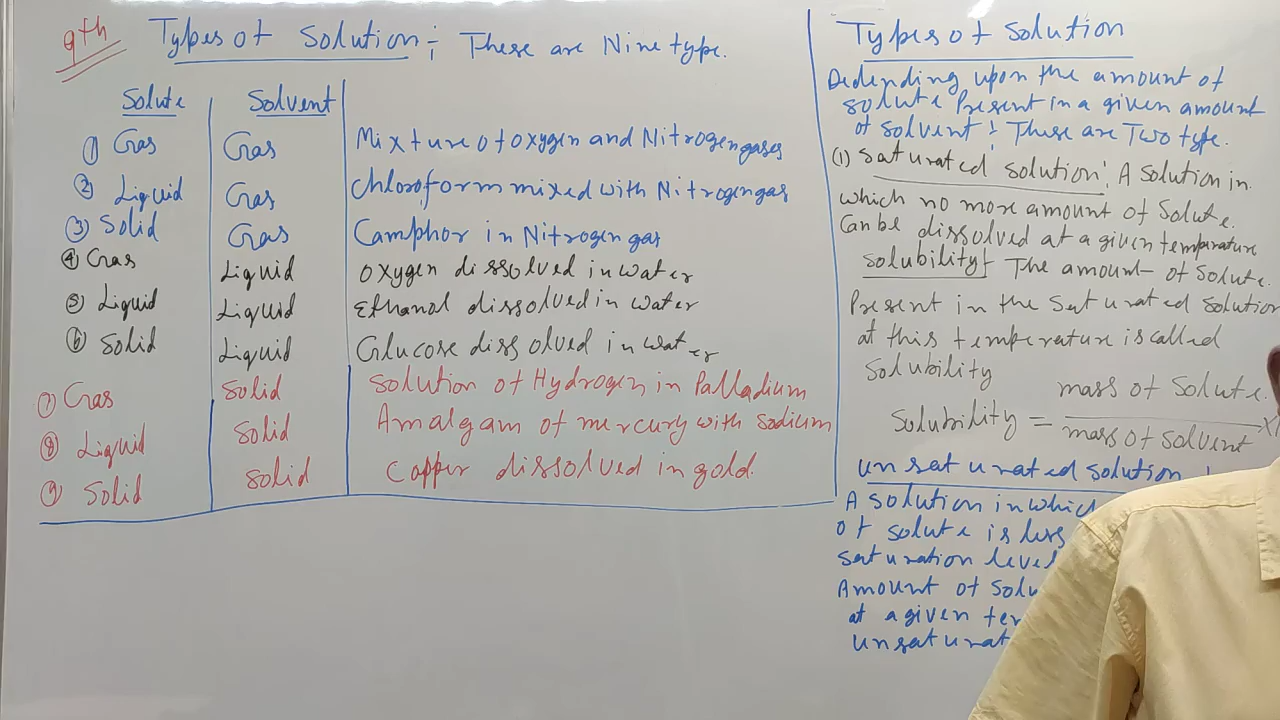 9th
Types of Solution :- These are Nine type.
Solute Solvent
① Gas Gas Mixture of oxygen and Nitrogen gases
② Liquid Gas chloroform mixed with Nitrogen gas
③ Solid Gas Camphor in Nitrogen gas
④ Gas Liquid Oxygen dissolved in water
⑤ Liquid Liquid Ethanol dissolved in water
⑥ Solid Liquid Glucose dissolved in water
⑦ Gas Solid Solution of Hydrogen in Palladium
⑧ Liquid Solid Amalgam of mercury with sodium
⑨ Solid Solid Copper dissolved in gold.
Types of Solution
Depending upon the amount of
solute Present in a given amount
of solvent! These are Two type.
(1) Saturated solution: A solution in
which no more amount of Solute.
Can be dissolved at a given temperature
Solubility :- The amount of Solute.
Present in the Saturated Solution
at this temperature is called
Solubility
Solubility = mass of Solute.
mass of solvent ×
unsaturated solution :
A solution in which
of solute is less
saturation level
Amount of
at a given